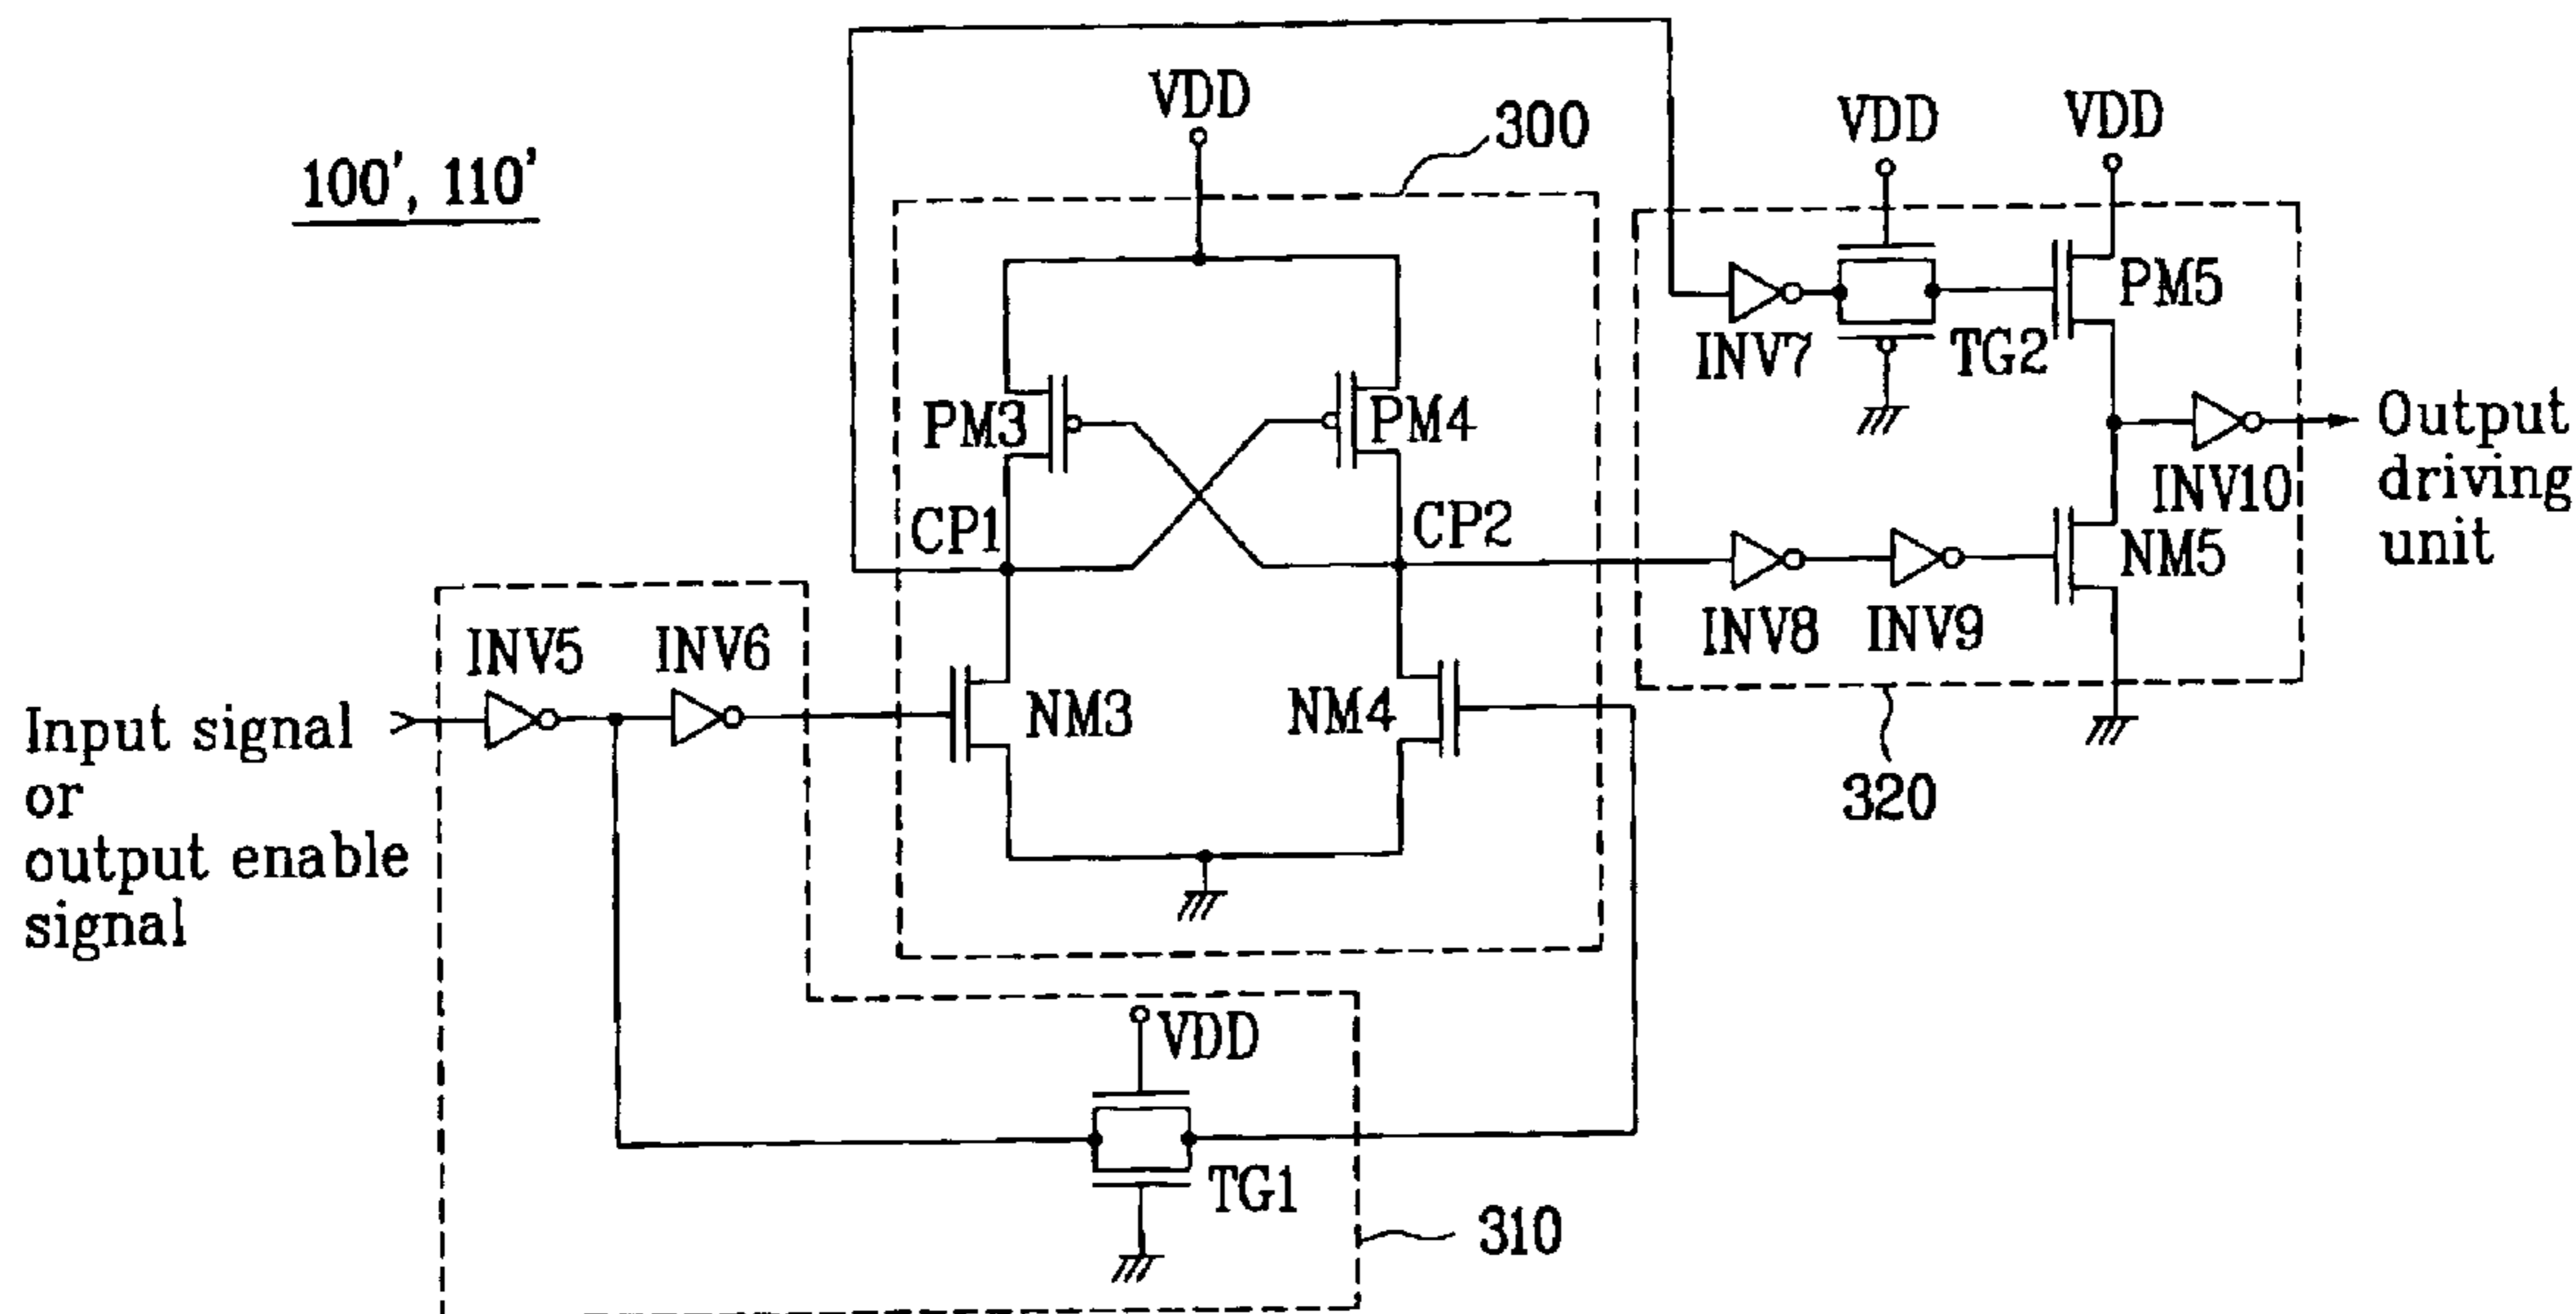 100', 110'
VDD
300
VDD
VDD
PM3
PM4
INV7
TG2
PM5
CP1
CP2
INV8
INV9
NM5
INV10
Output
driving
unit
320
INV5
INV6
NM3
NM4
Input signal
or
output enable
signal
VDD
TG1
310